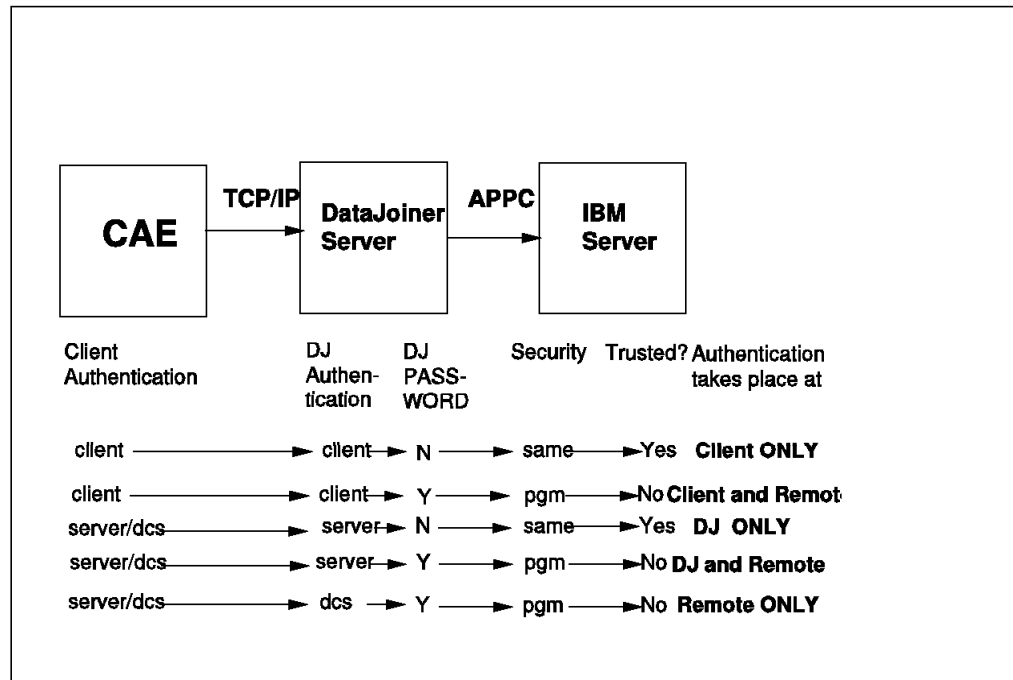 TCP/IP
APPC
CAE
DataJoiner
Server
IBM
Server
Client
Authentication
DJ
Authen-
tication
DJ
PASS-
WORD
Security
Trusted?
Authentication
takes place at
client client N same Yes Client ONLY
client client Y pgm No Client and Remot
server/dcs server N same Yes DJ ONLY
server/dcs server Y pgm No DJ and Remote
server/dcs dcs Y pgm No Remote ONLY